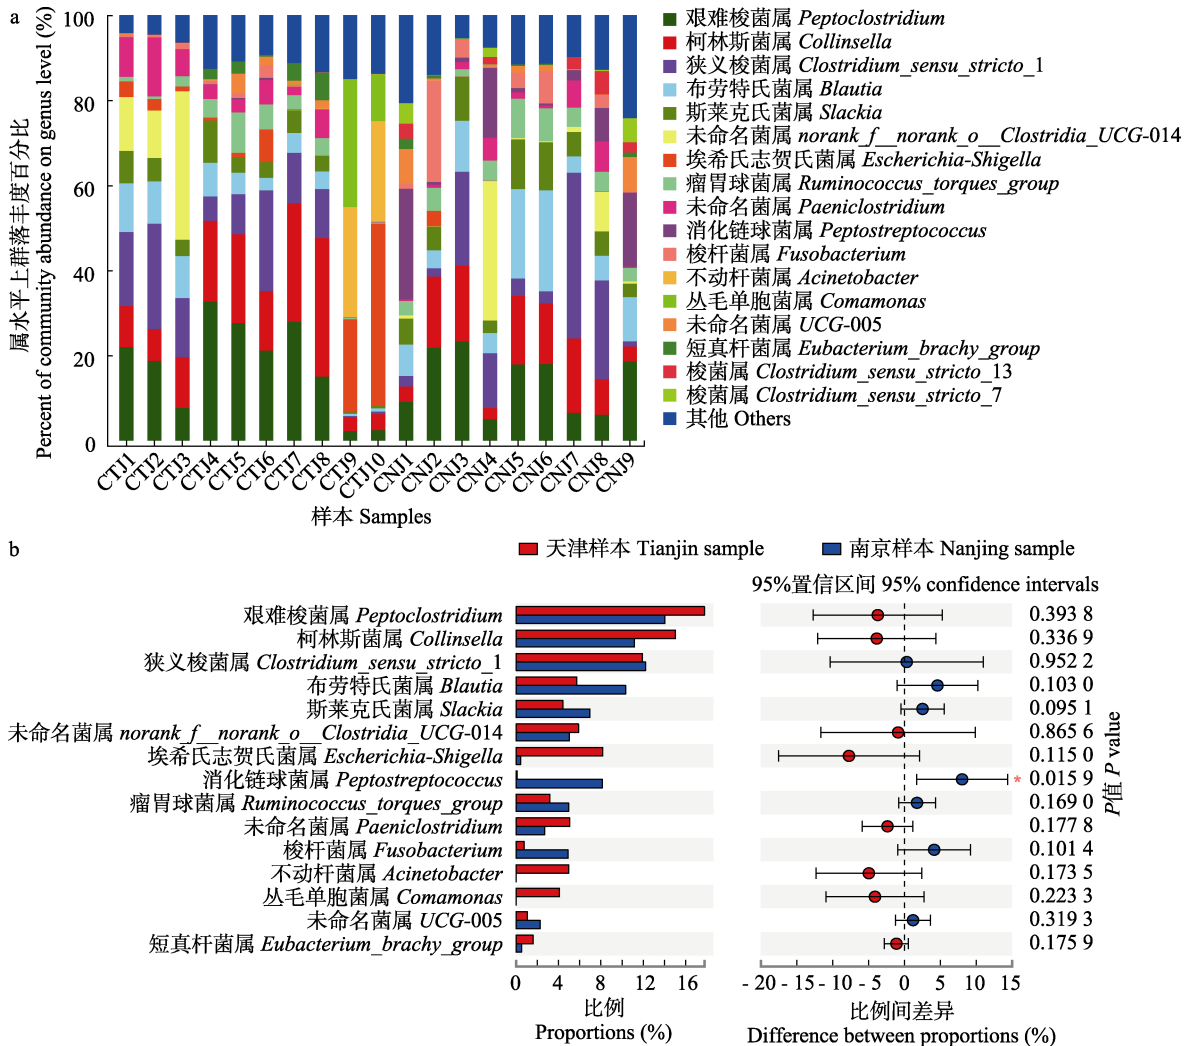 a
属水平上群落丰度百分比
Percent of community abundance on genus level (%)
100
80
60
40
20
0
CTJ1
CTJ2
CTJ3
CTJ4
CTJ5
CTJ6
CTJ7
CTJ8
CTJ9
CTJ10
CNJ1
CNJ2
CNJ3
CNJ4
CNJ5
CNJ6
CNJ7
CNJ8
CNJ9
样本 Samples
艰难梭菌属 Peptoclostridium
柯林斯菌属 Collinsella
狭义梭菌属 Clostridium_sensu_stricto_1
布劳特氏菌属 Blautia
斯莱克氏菌属 Slackia
未命名菌属 norank_f__norank_o__Clostridia_UCG-014
埃希氏志贺氏菌属 Escherichia-Shigella
瘤胃球菌属 Ruminococcus_torques_group
未命名菌属 Paeniclostridium
消化链球菌属 Peptostreptococcus
梭杆菌属 Fusobacterium
不动杆菌属 Acinetobacter
丛毛单胞菌属 Comamonas
未命名菌属 UCG-005
短真杆菌属 Eubacterium_brachy_group
梭菌属 Clostridium_sensu_stricto_13
梭菌属 Clostridium_sensu_stricto_7
其他 Others
b
天津样本 Tianjin sample
南京样本 Nanjing sample
95%置信区间 95% confidence intervals
艰难梭菌属 Peptoclostridium 0.393 8
柯林斯菌属 Collinsella 0.336 9
狭义梭菌属 Clostridium_sensu_stricto_1 0.952 2
布劳特氏菌属 Blautia 0.103 0
斯莱克氏菌属 Slackia 0.095 1
未命名菌属 norank_f__norank_o__Clostridia_UCG-014 0.865 6
埃希氏志贺氏菌属 Escherichia-Shigella 0.115 0
消化链球菌属 Peptostreptococcus * 0.015 9
瘤胃球菌属 Ruminococcus_torques_group 0.169 0
未命名菌属 Paeniclostridium 0.177 8
梭杆菌属 Fusobacterium 0.101 4
不动杆菌属 Acinetobacter 0.173 5
丛毛单胞菌属 Comamonas 0.223 3
未命名菌属 UCG-005 0.319 3
短真杆菌属 Eubacterium_brachy_group 0.175 9
P值 P value
0 4 8 12 16
比例
Proportions (%)
- 20 - 15 - 10 - 5 0 5 10 15
比例间差异
Difference between proportions (%)